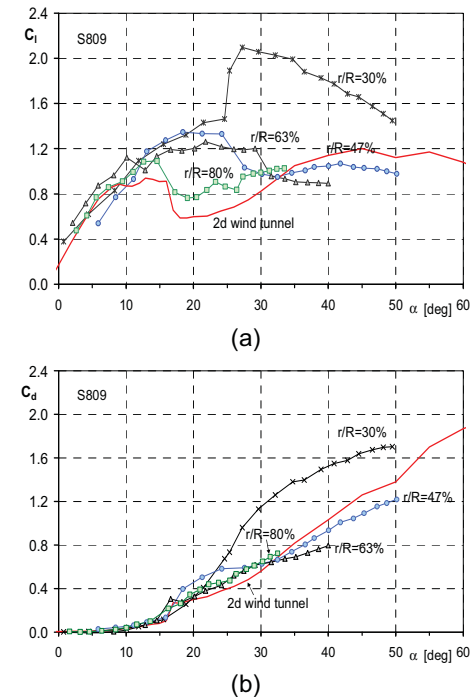 Cl
S809
2.4
2.0
1.6
1.2
0.8
0.4
0.0
r/R=30%
r/R=63%
r/R=47%
r/R=80%
2d wind tunnel
0 10 20 30 40 50 60
α [deg]
(a)
Cd
S809
2.4
2.0
1.6
1.2
0.8
0.4
0.0
r/R=30%
r/R=47%
r/R=80%
r/R=63%
2d wind tunnel
0 10 20 30 40 50 60
α [deg]
(b)